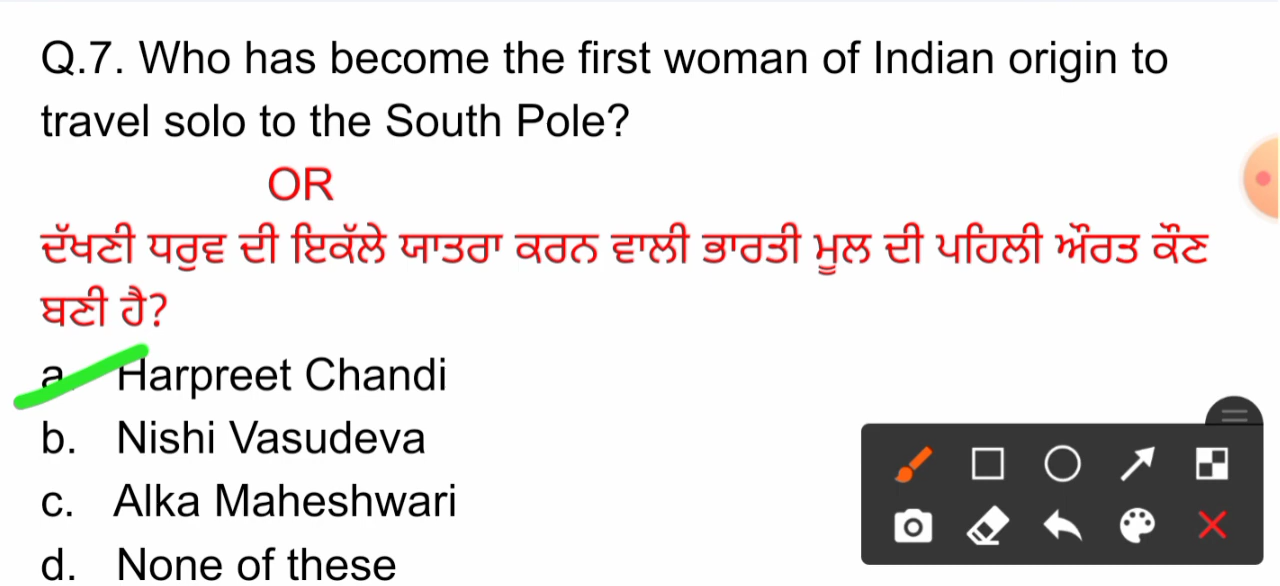 Q.7. Who has become the first woman of Indian origin to
travel solo to the South Pole?
OR
ਦੱਖਣੀ ਧਰੁਵ ਦੀ ਇਕੱਲੇ ਯਾਤਰਾ ਕਰਨ ਵਾਲੀ ਭਾਰਤੀ ਮੂਲ ਦੀ ਪਹਿਲੀ ਔਰਤ ਕੌਣ
ਬਣੀ ਹੈ?
a. Harpreet Chandi
b. Nishi Vasudeva
c. Alka Maheshwari
d. None of these